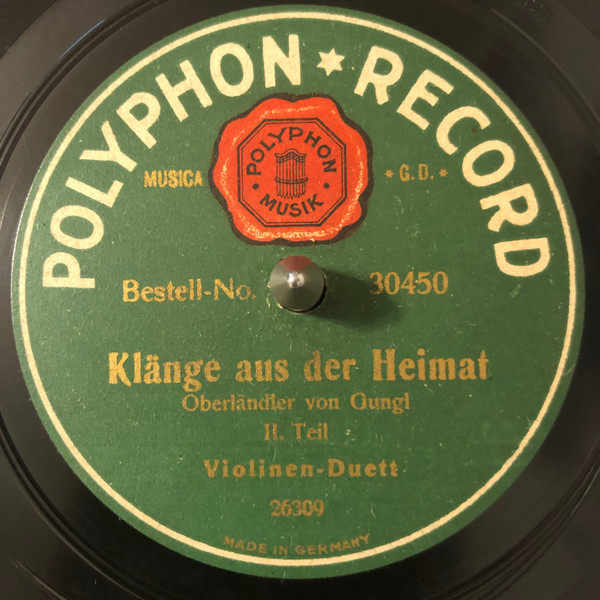 POLYPHON ★ RECORD
POLYPHON
MUSIK
MUSICA
* G.D. *
Bestell-No. 30450
Klänge aus der Heimat
Oberländler von Gungl
II. Teil
Violinen-Duett
26309
MADE IN GERMANY